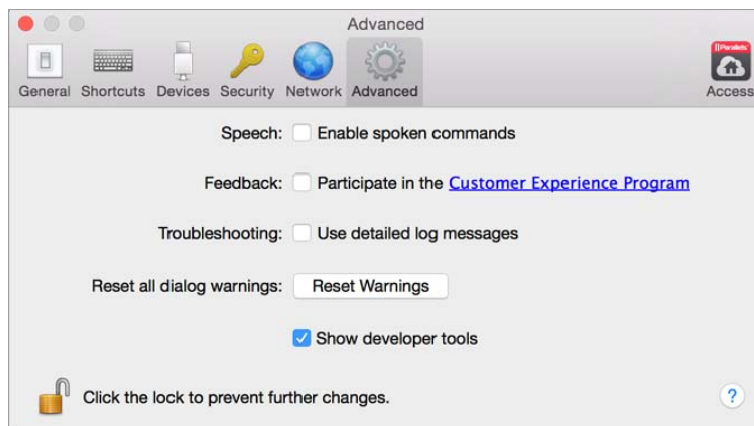 Advanced
||Parallels
General Shortcuts Devices Security Network Advanced Access
Speech: Enable spoken commands
Feedback: Participate in the Customer Experience Program
Troubleshooting: Use detailed log messages
Reset all dialog warnings: Reset Warnings
Show developer tools
Click the lock to prevent further changes. ?